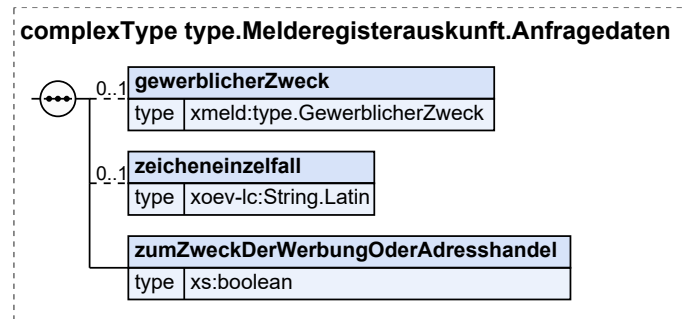 complexType type.Melderegisterauskunft.Anfragedaten
0..1 gewerblicherZweck
type xmeld:type.GewerblicherZweck
0..1 zeicheneinzelfall
type xoev-lc:String.Latin
zumZweckDerWerbungOderAdresshandel
type xs:boolean